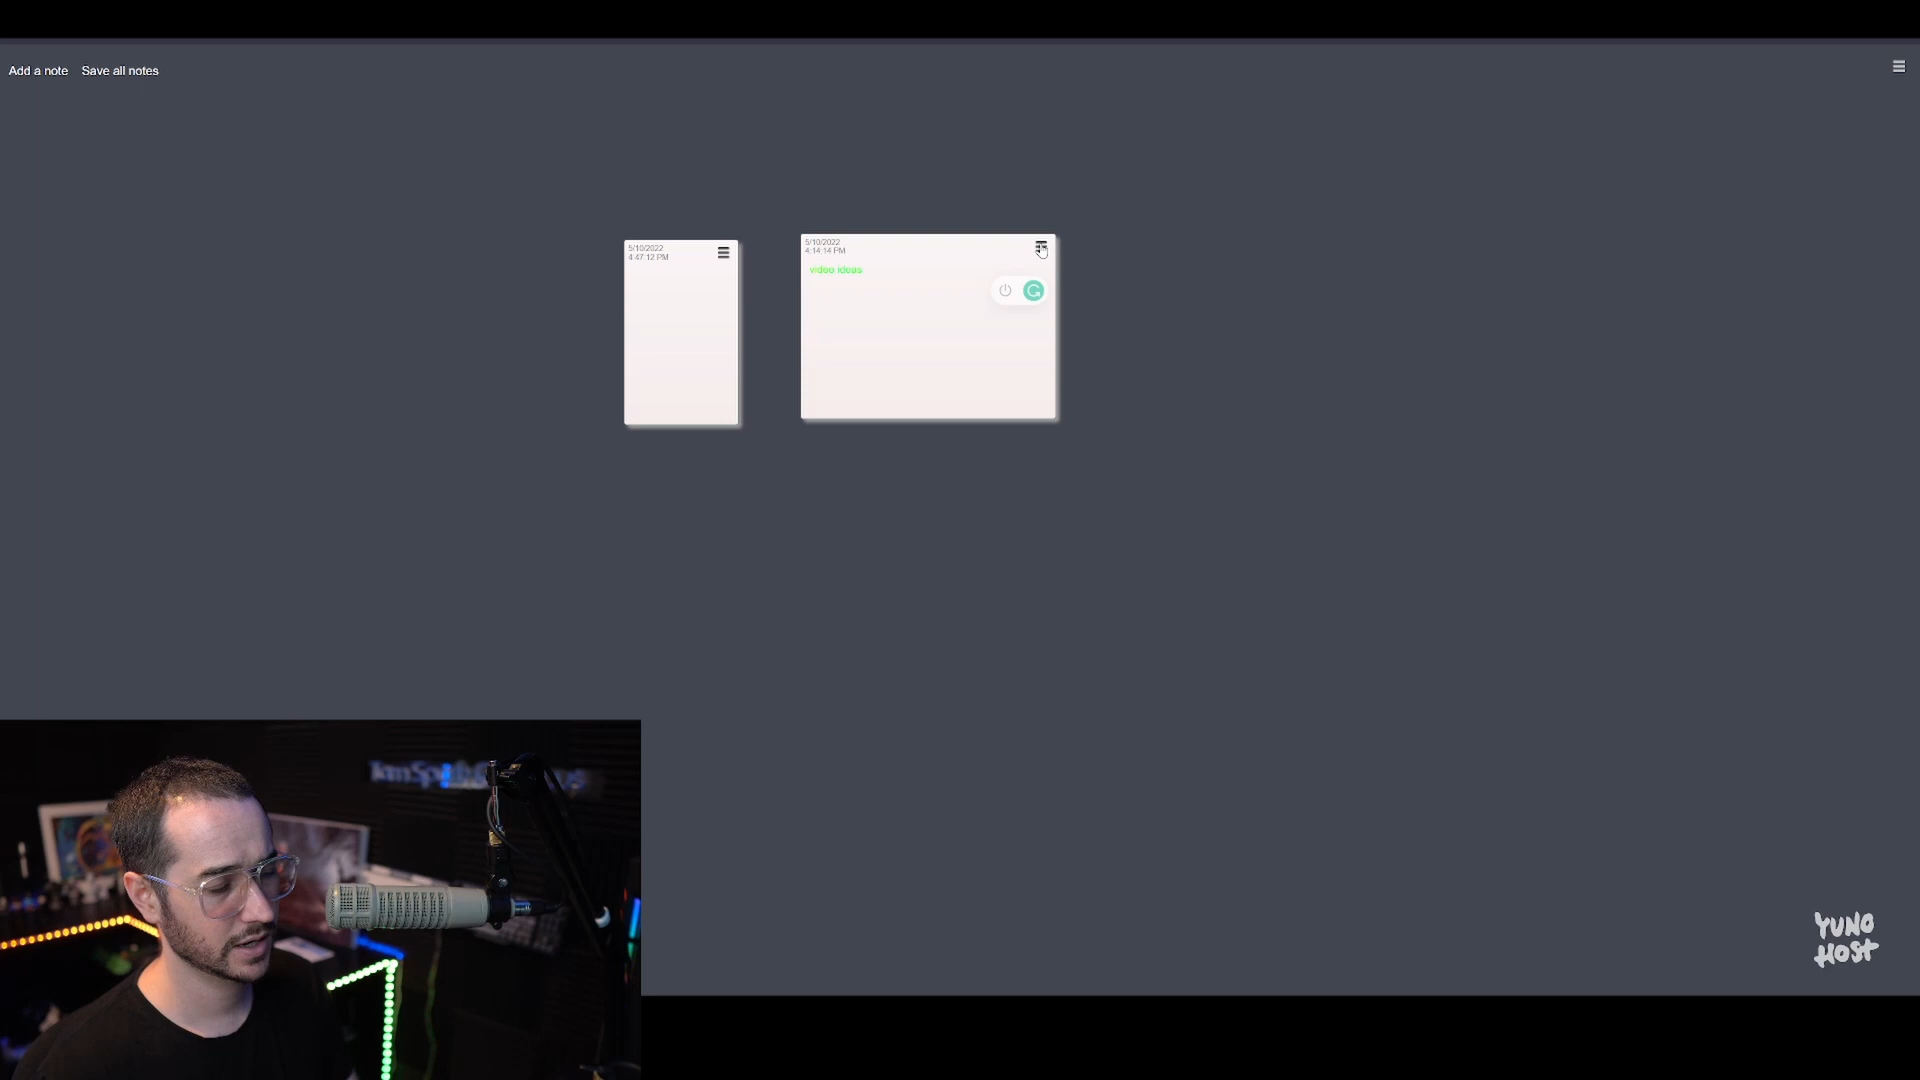 Add a note Save all notes
5/10/2022
4:47:12 PM
5/10/2022
4:14:14 PM
video ideas
YUNO
HOST